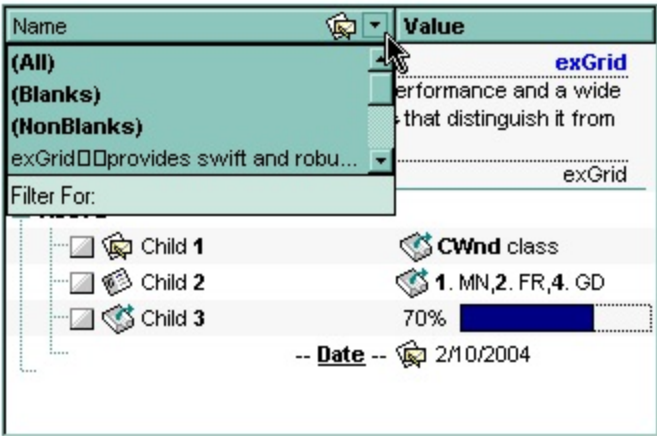 Name Value
(All)
exGrid
(Blanks)
erformance and a wide
(NonBlanks)
that distinguish it from
exGrid□□provides swift and robu...
exGrid
Filter For:
Child 1 CWnd class
Child 2 1. MN,2. FR,4. GD
Child 3 70%
-- Date -- 2/10/2004